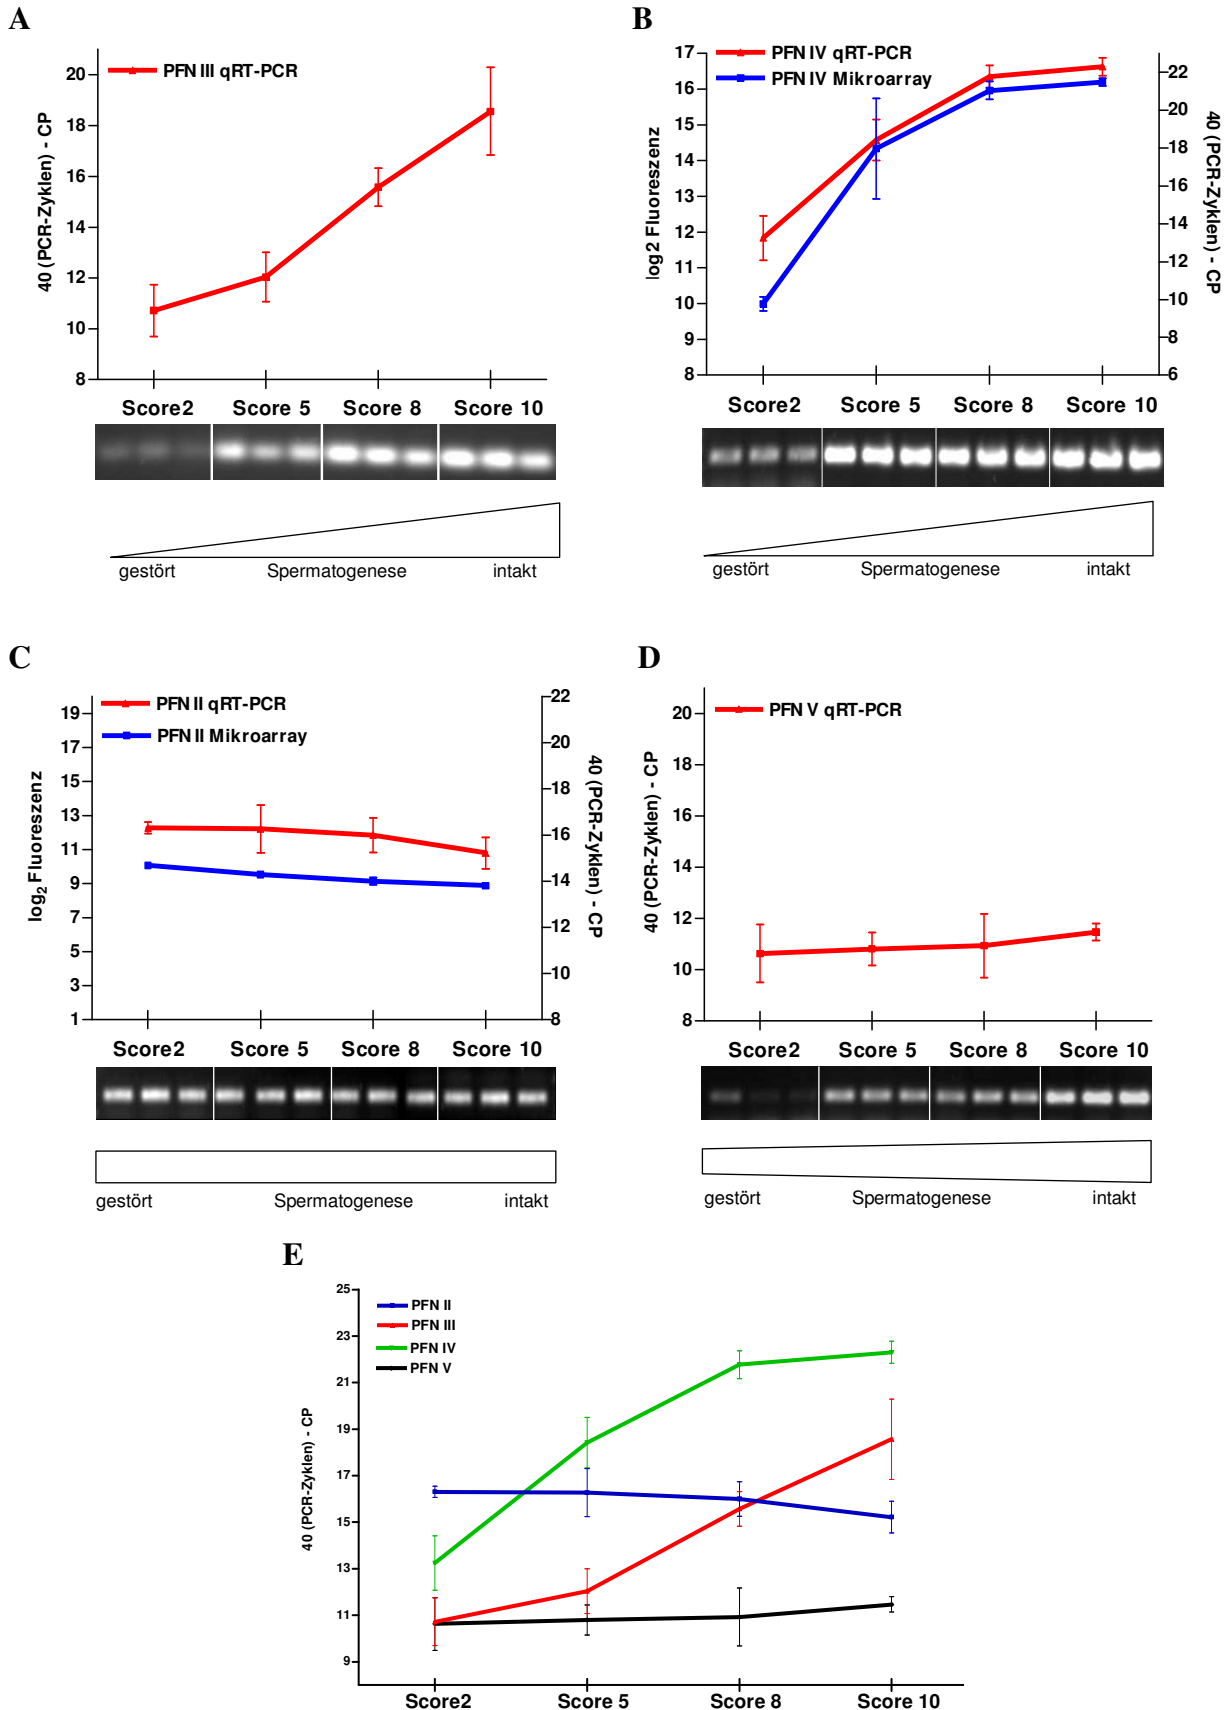 A
PFN III qRT-PCR
40 (PCR-Zyklen) - CP
20
18
16
14
12
10
8
Score2 Score 5 Score 8 Score 10
gestört Spermatogenese intakt
B
PFN IV qRT-PCR
PFN IV Mikroarray
log2 Fluoreszenz
17
16
15
14
13
12
11
10
9
8
22
20
18
16
14
12
10
8
6
40 (PCR-Zyklen) - CP
Score2 Score 5 Score 8 Score 10
gestört Spermatogenese intakt
C
PFN II qRT-PCR
PFN II Mikroarray
log2 Fluoreszenz
19
17
15
13
11
9
7
5
3
1
22
20
18
16
14
12
10
8
40 (PCR-Zyklen) - CP
Score2 Score 5 Score 8 Score 10
gestört Spermatogenese intakt
D
PFN V qRT-PCR
40 (PCR-Zyklen) - CP
20
18
16
14
12
10
8
Score2 Score 5 Score 8 Score 10
gestört Spermatogenese intakt
E
PFN II
PFN III
PFN IV
PFN V
40 (PCR-Zyklen) - CP
25
23
21
19
17
15
13
11
9
Score2 Score 5 Score 8 Score 10